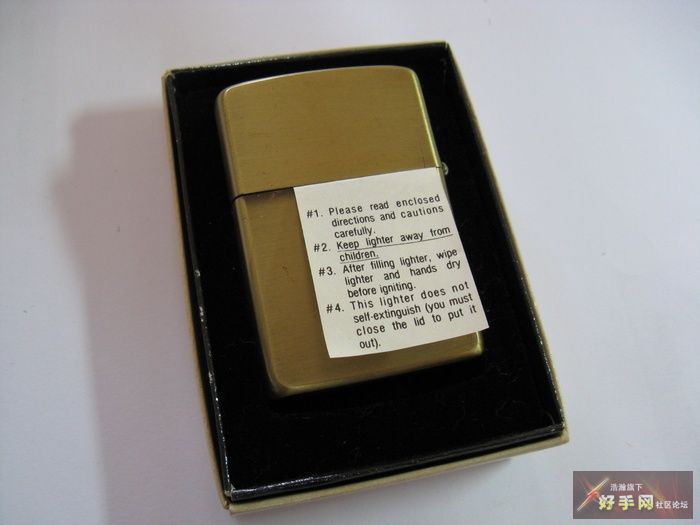 #1. Please read enclosed
directions and cautions
carefully.
#2. Keep lighter away from
children.
#3. After filling lighter, wipe
lighter and hands dry
before igniting.
#4. This lighter does not
self-extinguish (you must
close the lid to put it
out).
浩瀚旗下
好手网社区论坛